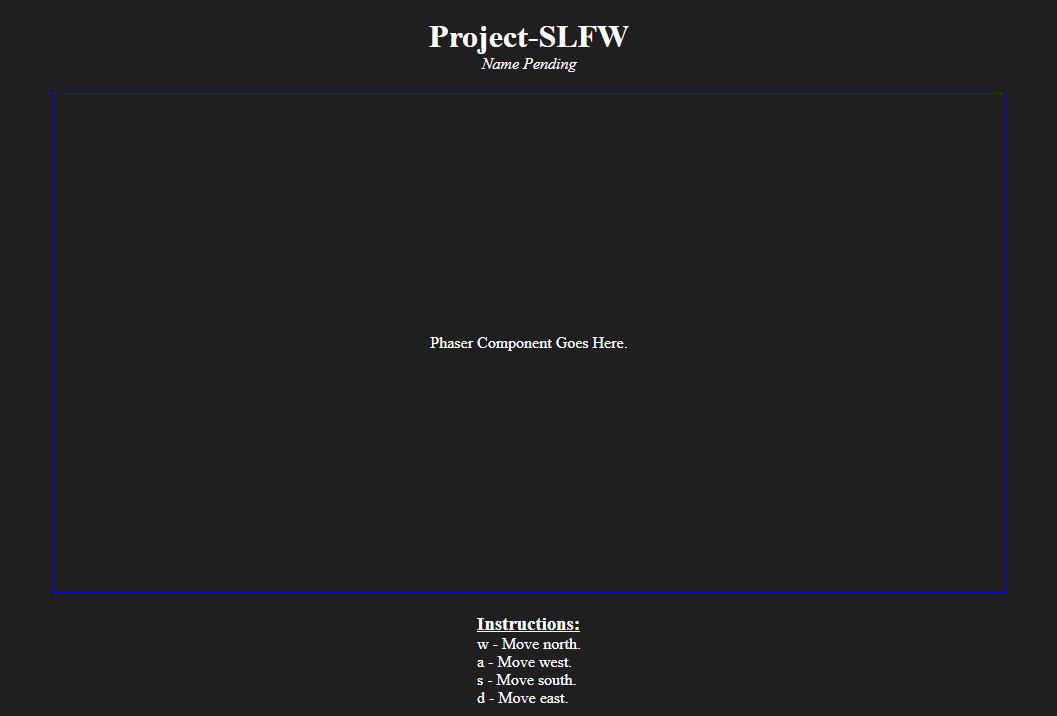 Project-SLFW
Name Pending
Phaser Component Goes Here.
Instructions:
w - Move north.
a - Move west.
s - Move south.
d - Move east.